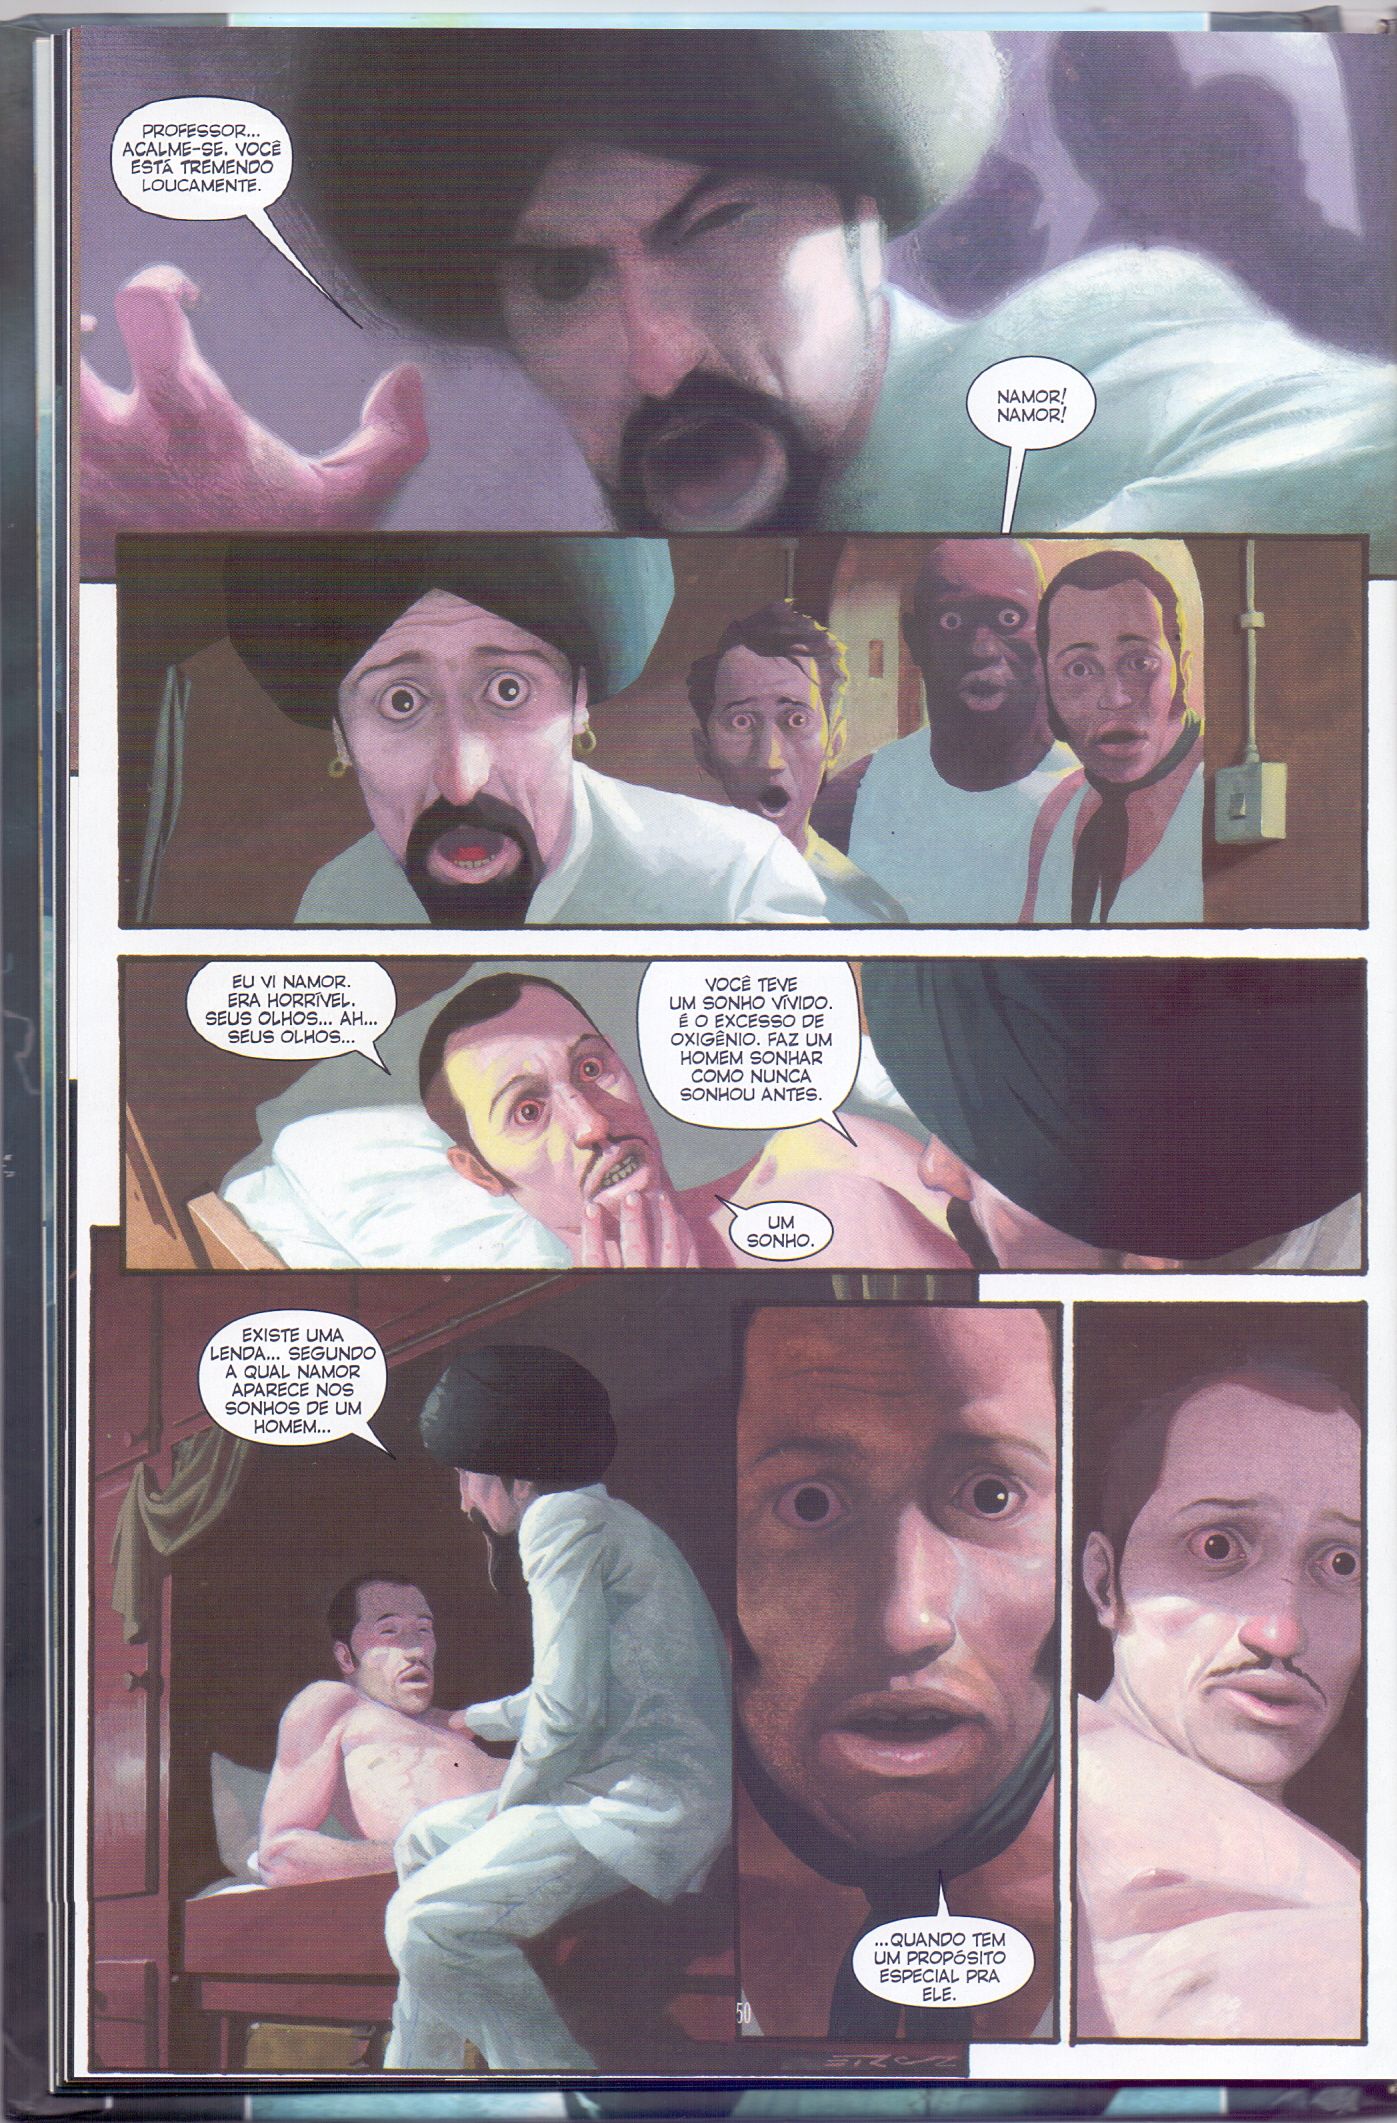 PROFESSOR...
ACALME-SE. VOCÊ
ESTÁ TREMENDO
LOUCAMENTE.
NAMOR!
NAMOR!
EU VI NAMOR.
ERA HORRÍVEL.
SEUS OLHOS... AH...
SEUS OLHOS...
VOCÊ TEVE
UM SONHO VÍVIDO.
É O EXCESSO DE
OXIGÊNIO. FAZ UM
HOMEM SONHAR
COMO NUNCA
SONHOU ANTES.
UM
SONHO.
EXISTE UMA
LENDA... SEGUNDO
A QUAL NAMOR
APARECE NOS
SONHOS DE UM
HOMEM...
...QUANDO TEM
UM PROPÓSITO
ESPECIAL PRA
ELE.
50